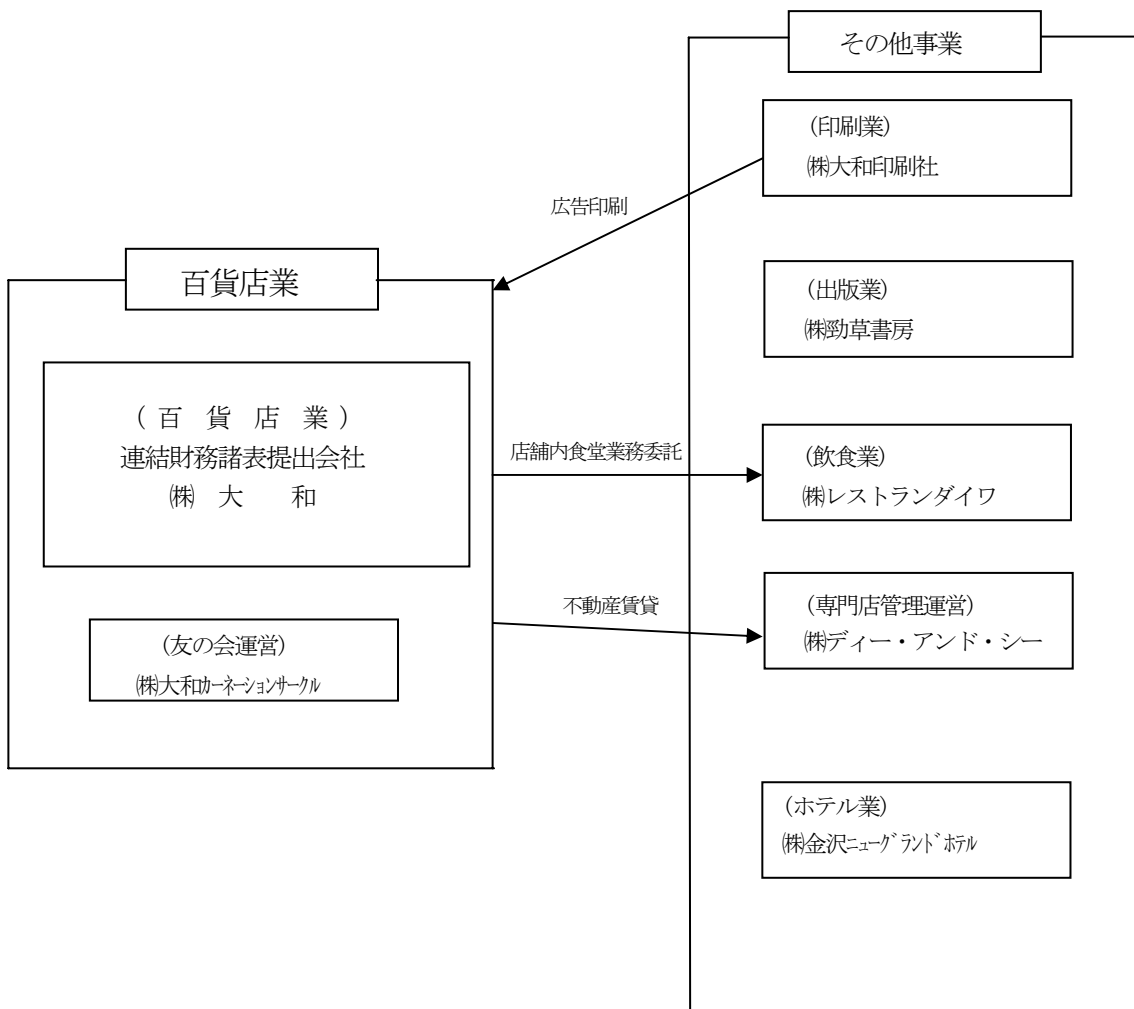 その他事業
(印刷業)
㈱大和印刷社
広告印刷
百貨店業
(出版業)
㈱勁草書房
(百 貨 店 業)
連結財務諸表提出会社
㈱ 大 和
店舗内食堂業務委託
(飲食業)
㈱レストランダイワ
不動産賃貸
(専門店管理運営)
㈱ディー・アンド・シー
(友の会運営)
㈱大和ｶｰﾈｰｼｮﾝｻｰｸﾙ
(ホテル業)
㈱金沢ﾆｭｰｸﾞﾗﾝﾄﾞﾎﾃﾙ